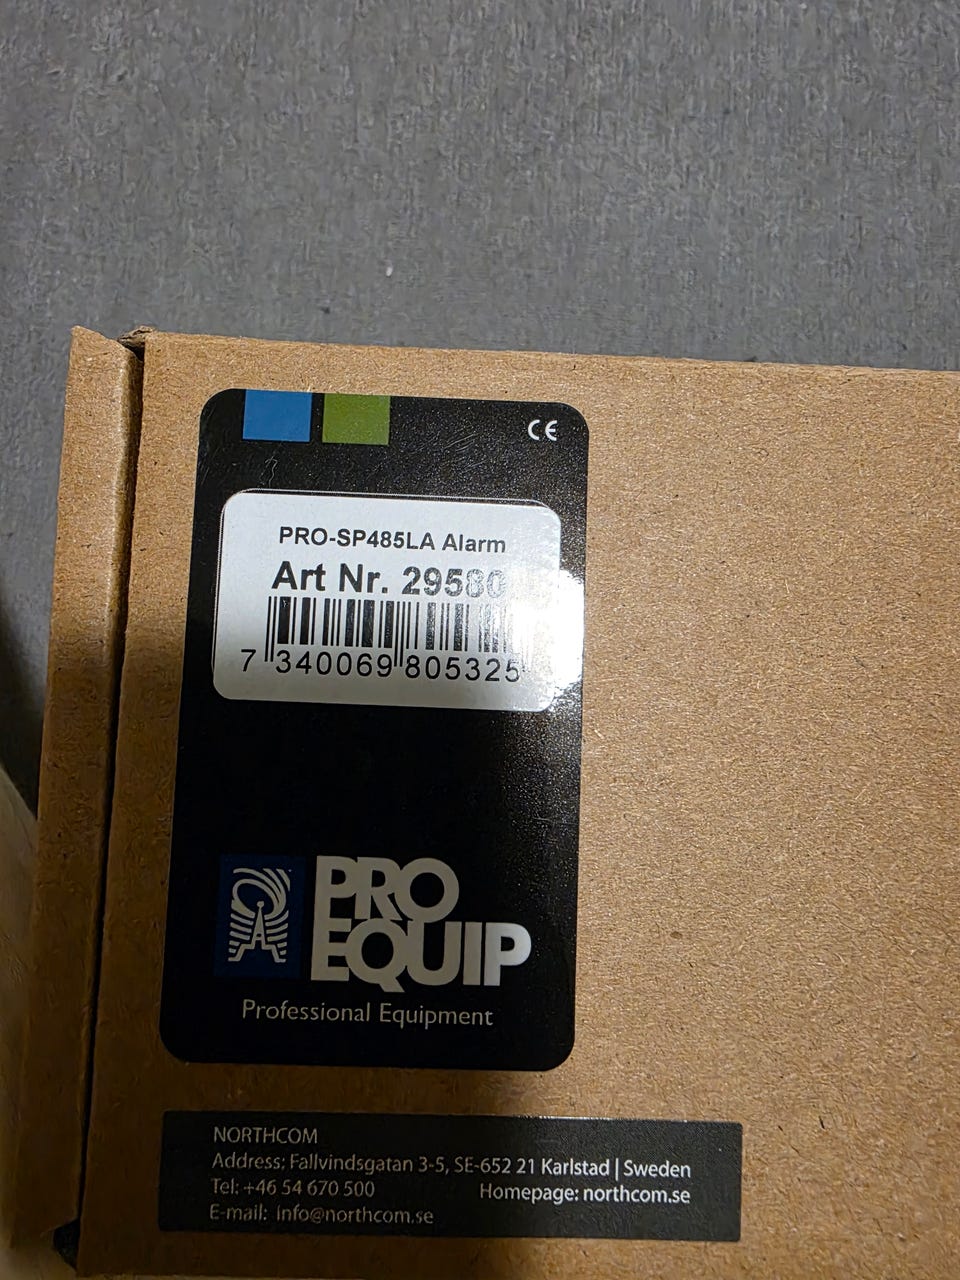 CE
PRO-SP485LA Alarm
Art Nr. 29580
7 340069 805325
PRO
EQUIP
Professional Equipment
NORTHCOM
Address: Fallvindsgatan 3-5, SE-652 21 Karlstad | Sweden
Tel: +46 54 670 500 Homepage: northcom.se
E-mail: info@northcom.se